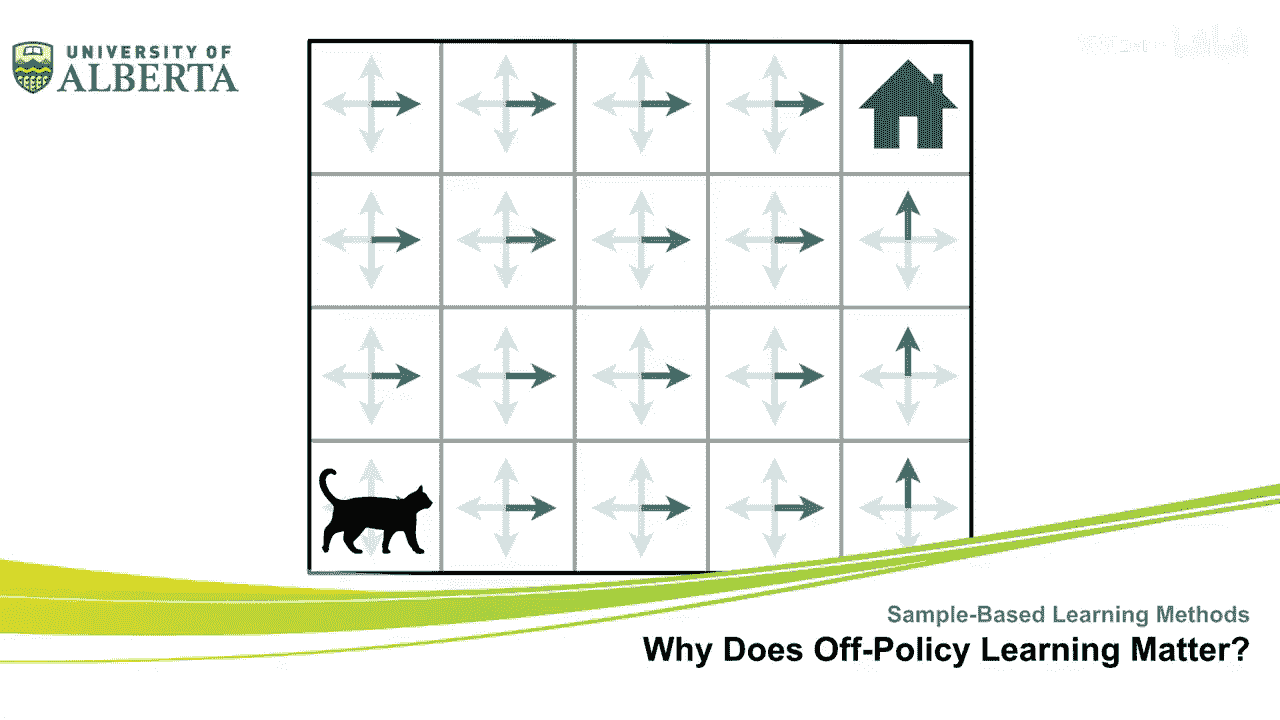 UNIVERSITY OF
ALBERTA
Sample-Based Learning Methods
Why Does Off-Policy Learning Matter?